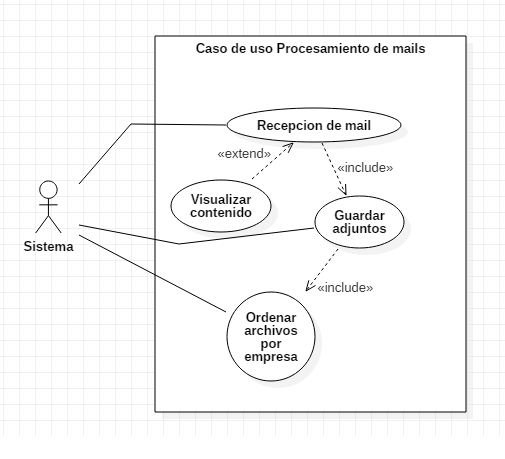 Caso de uso Procesamiento de mails
Recepcion de mail
«extend»
«include»
Visualizar
contenido
Guardar
adjuntos
Sistema
«include»
Ordenar
archivos
por
empresa